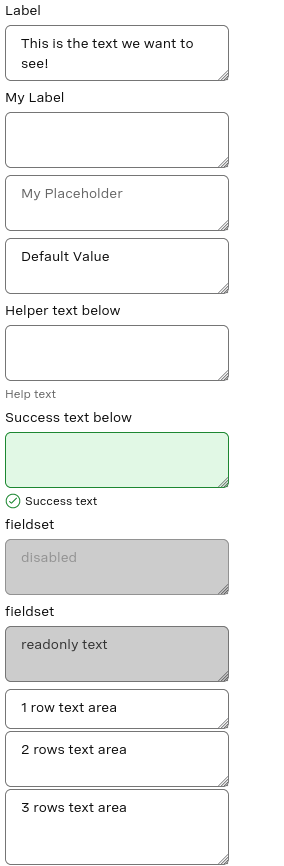 Label
This is the text we want to
see!
My Label
My Placeholder
Default Value
Helper text below
Help text
Success text below
Success text
fieldset
disabled
fieldset
readonly text
1 row text area
2 rows text area
3 rows text area